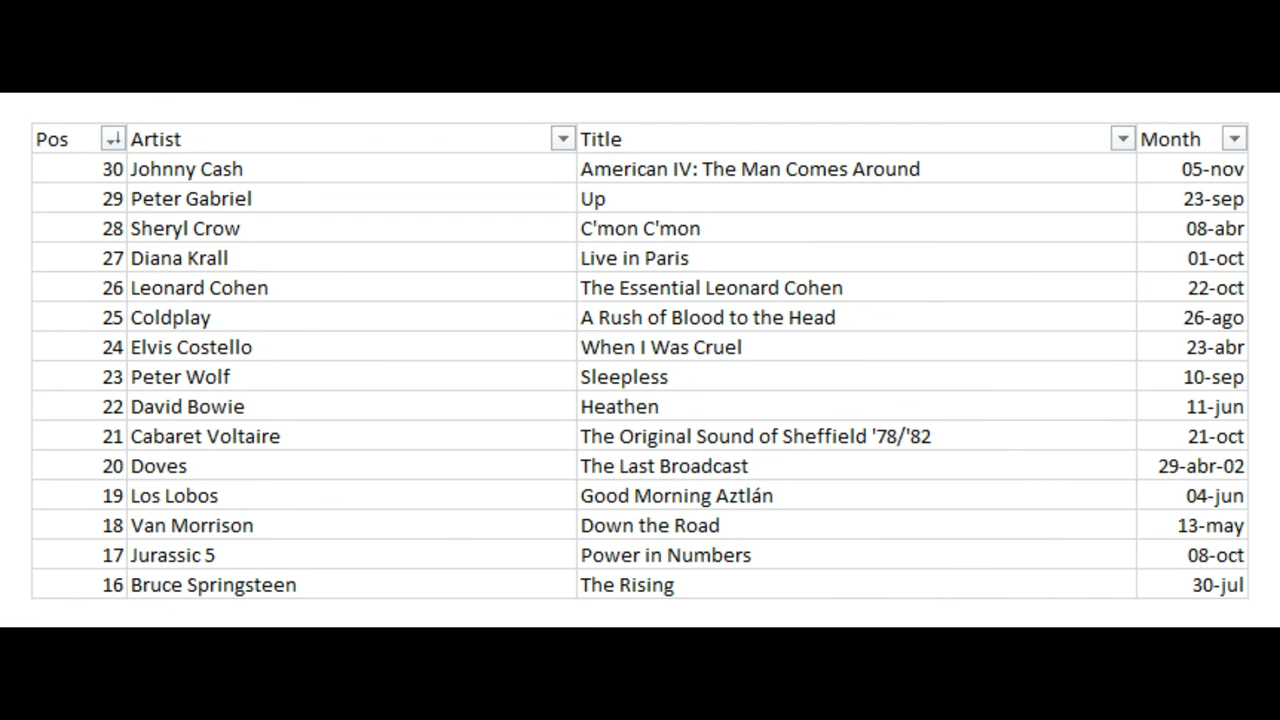 Pos Artist Title Month
30 Johnny Cash American IV: The Man Comes Around 05-nov
29 Peter Gabriel Up 23-sep
28 Sheryl Crow C'mon C'mon 08-abr
27 Diana Krall Live in Paris 01-oct
26 Leonard Cohen The Essential Leonard Cohen 22-oct
25 Coldplay A Rush of Blood to the Head 26-ago
24 Elvis Costello When I Was Cruel 23-abr
23 Peter Wolf Sleepless 10-sep
22 David Bowie Heathen 11-jun
21 Cabaret Voltaire The Original Sound of Sheffield '78/'82 21-oct
20 Doves The Last Broadcast 29-abr-02
19 Los Lobos Good Morning Aztlán 04-jun
18 Van Morrison Down the Road 13-may
17 Jurassic 5 Power in Numbers 08-oct
16 Bruce Springsteen The Rising 30-jul